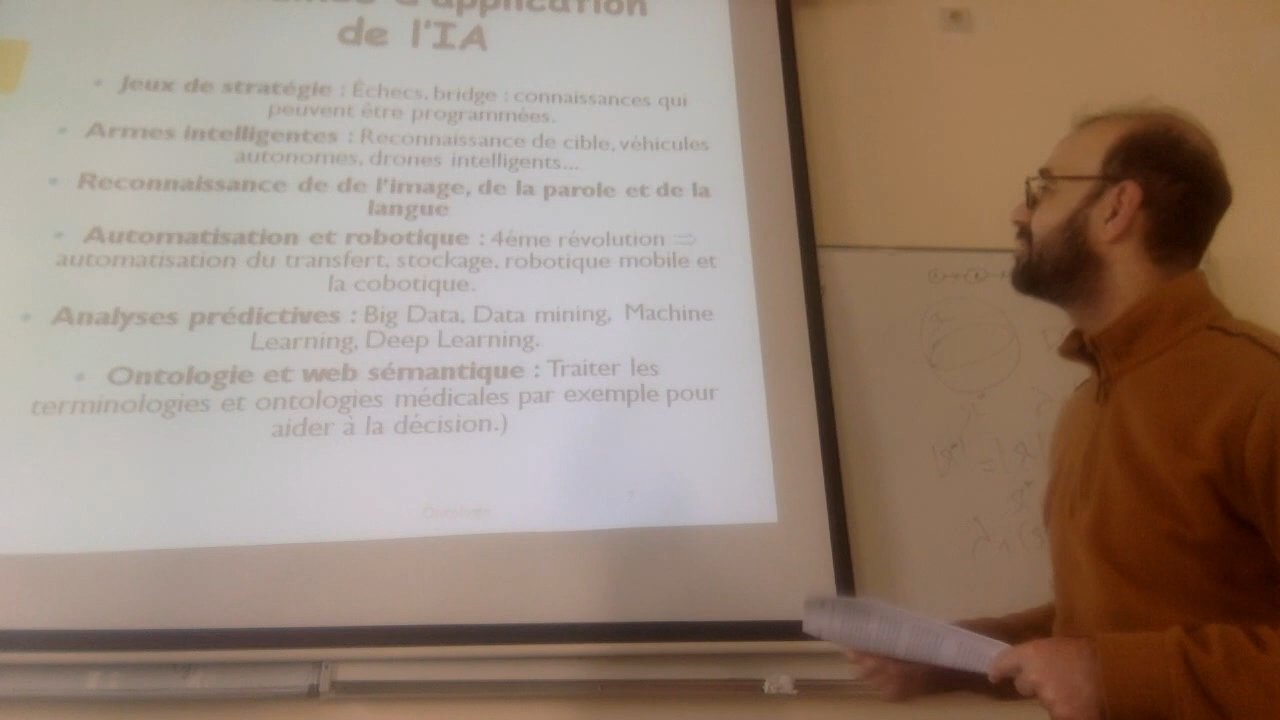 d'application
de l'IA
• Jeux de stratégie : Échecs, bridge : connaissances qui
peuvent être programmées.
• Armes intelligentes : Reconnaissance de cible, véhicules
autonomes, drones intelligents...
• Reconnaissance de de l'image, de la parole et de la
langue
• Automatisation et robotique : 4éme révolution ⇒
automatisation du transfert, stockage, robotique mobile et
la cobotique.
• Analyses prédictives : Big Data, Data mining, Machine
Learning, Deep Learning.
• Ontologie et web sémantique : Traiter les
terminologies et ontologies médicales par exemple pour
aider à la décision.)